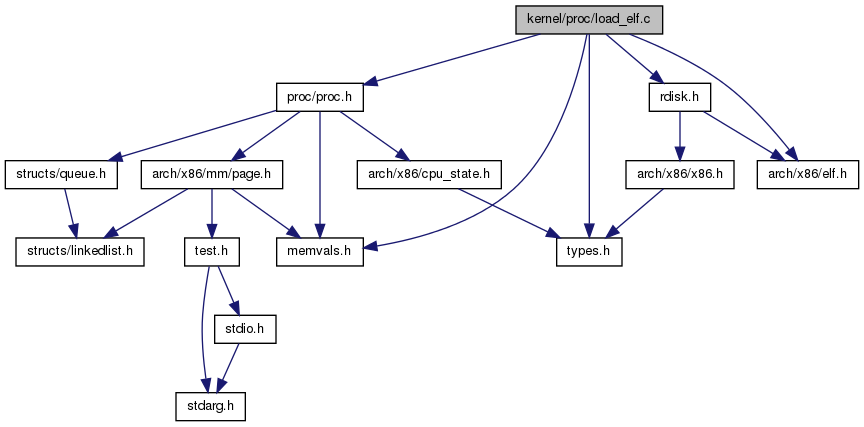 kernel/proc/load_elf.c
proc/proc.h
rdisk.h
structs/queue.h
arch/x86/mm/page.h
arch/x86/cpu_state.h
arch/x86/x86.h
arch/x86/elf.h
structs/linkedlist.h
test.h
memvals.h
types.h
stdio.h
stdarg.h